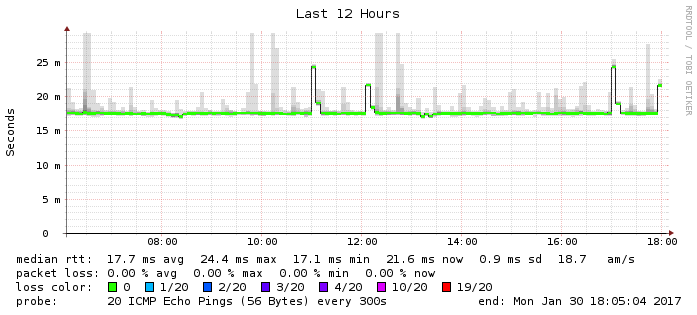 Last 12 Hours
RRDTOOL / TOBI OETIKER
Seconds
25 m
20 m
15 m
10 m
5 m
0
08:00 10:00 12:00 14:00 16:00 18:00
median rtt: 17.7 ms avg 24.4 ms max 17.1 ms min 21.6 ms now 0.9 ms sd 18.7 am/s
packet loss: 0.00 % avg 0.00 % max 0.00 % min 0.00 % now
loss color: 0 1/20 2/20 3/20 4/20 10/20 19/20
probe: 20 ICMP Echo Pings (56 Bytes) every 300s end: Mon Jan 30 18:05:04 2017